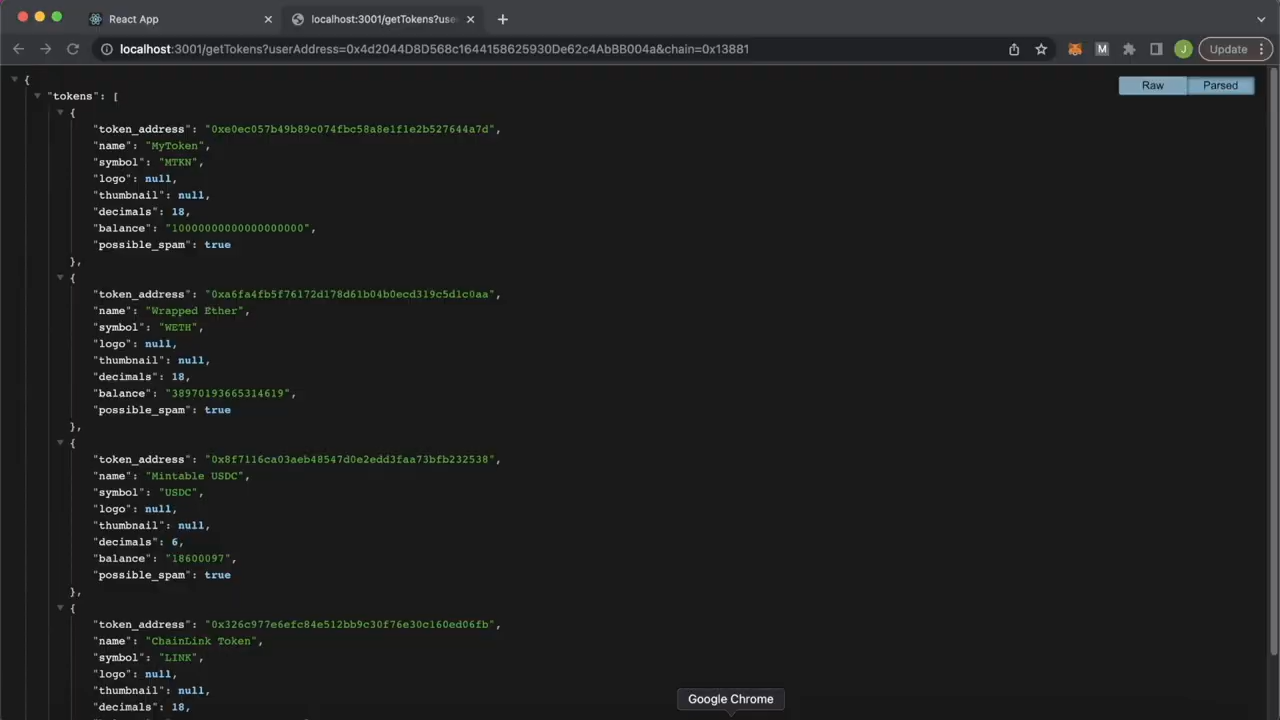 React App
localhost:3001/getTokens?use
localhost:3001/getTokens?userAddress=0x4d2044D8D568c1644158625930De62c4AbBB004a&chain=0x13881
M
J
Update
Raw
Parsed
{
"tokens": [
{
"token_address": "0xe0ec057b49b89c074fbc58a8e1f1e2b527644a7d",
"name": "MyToken",
"symbol": "MTKN",
"logo": null,
"thumbnail": null,
"decimals": 18,
"balance": "10000000000000000000",
"possible_spam": true
},
{
"token_address": "0xa6fa4fb5f76172d178d61b04b0ecd319c5d1c0aa",
"name": "Wrapped Ether",
"symbol": "WETH",
"logo": null,
"thumbnail": null,
"decimals": 18,
"balance": "38970193665314619",
"possible_spam": true
},
{
"token_address": "0x8f7116ca03aeb48547d0e2edd3faa73bfb232538",
"name": "Mintable USDC",
"symbol": "USDC",
"logo": null,
"thumbnail": null,
"decimals": 6,
"balance": "18600097",
"possible_spam": true
},
{
"token_address": "0x326c977e6efc84e512bb9c30f76e30c160ed06fb",
"name": "ChainLink Token",
"symbol": "LINK",
"logo": null,
"thumbnail": null,
"decimals": 18,
Google Chrome